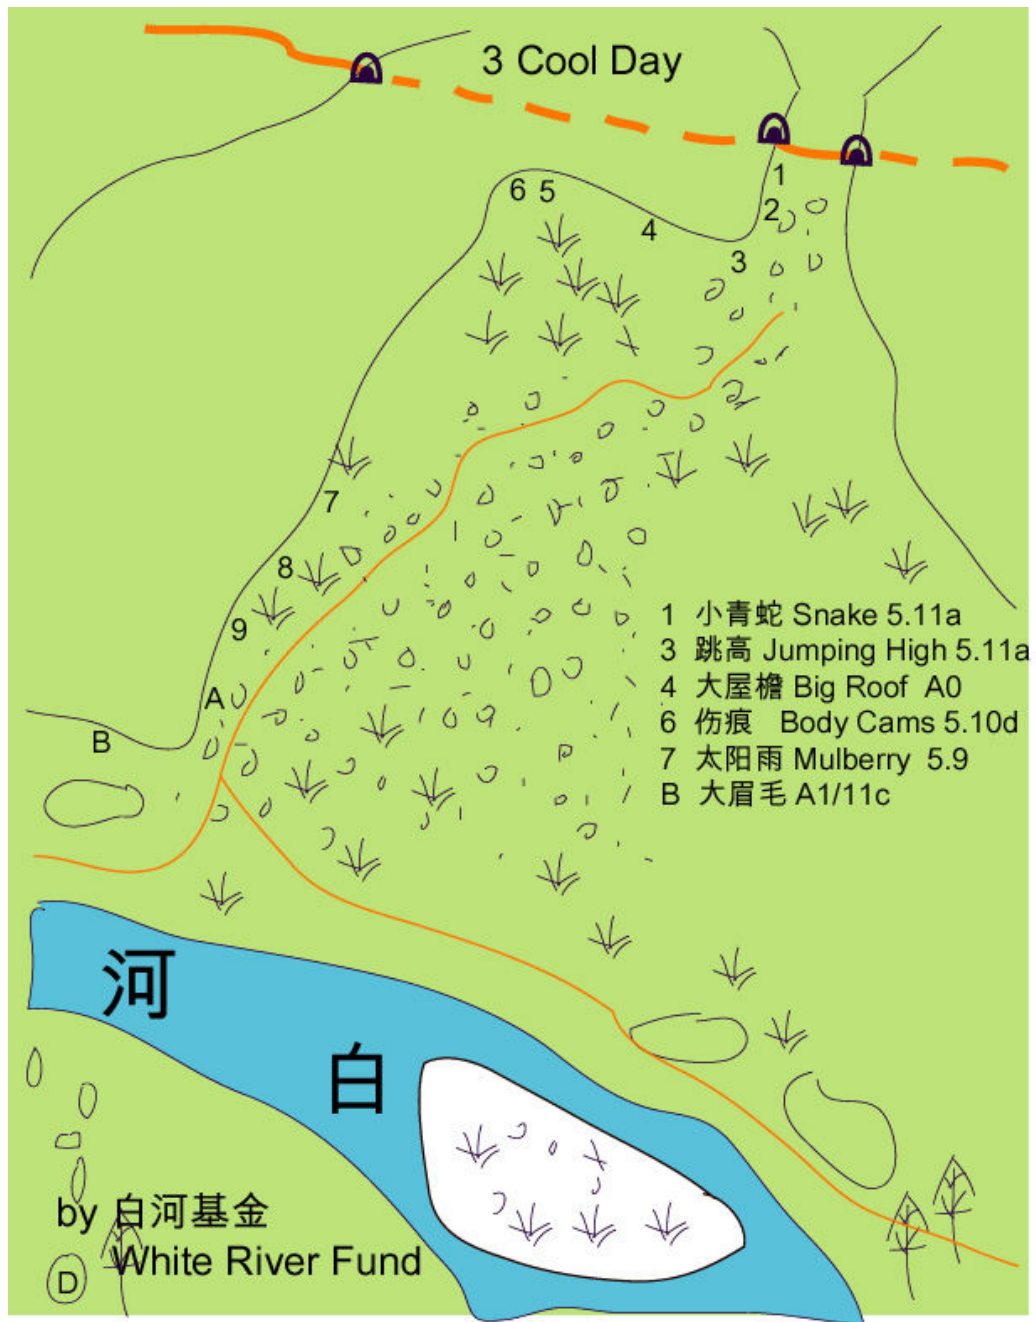 3 Cool Day
1
2
6 5
4
3
7
8
9
A
B
1 小青蛇 Snake 5.11a
3 跳高 Jumping High 5.11a
4 大屋檐 Big Roof A0
6 伤痕 Body Cams 5.10d
7 太阳雨 Mulberry 5.9
B 大眉毛 A1/11c
河
白
by 白河基金
White River Fund
D